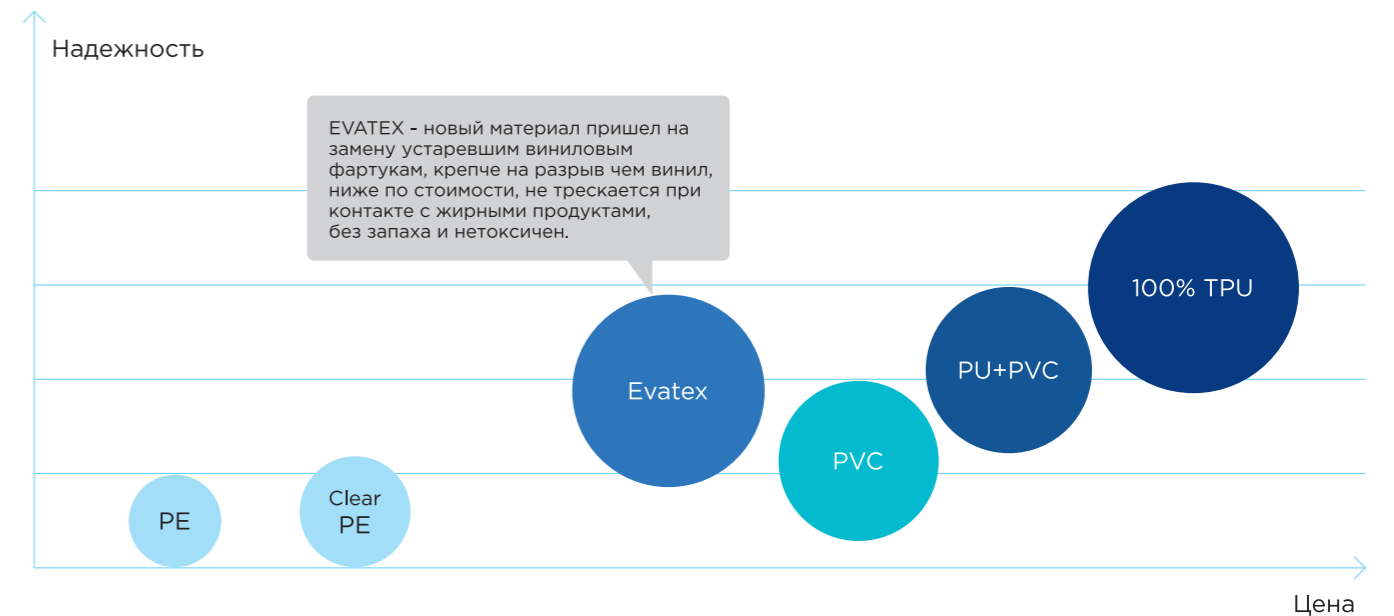 Надежность
EVATEX - новый материал пришел на
замену устаревшим виниловым
фартукам, крепче на разрыв чем винил,
ниже по стоимости, не трескается при
контакте с жирными продуктами,
без запаха и нетоксичен.
100% TPU
PU+PVC
Evatex
PVC
Clear
PE
PE
Цена